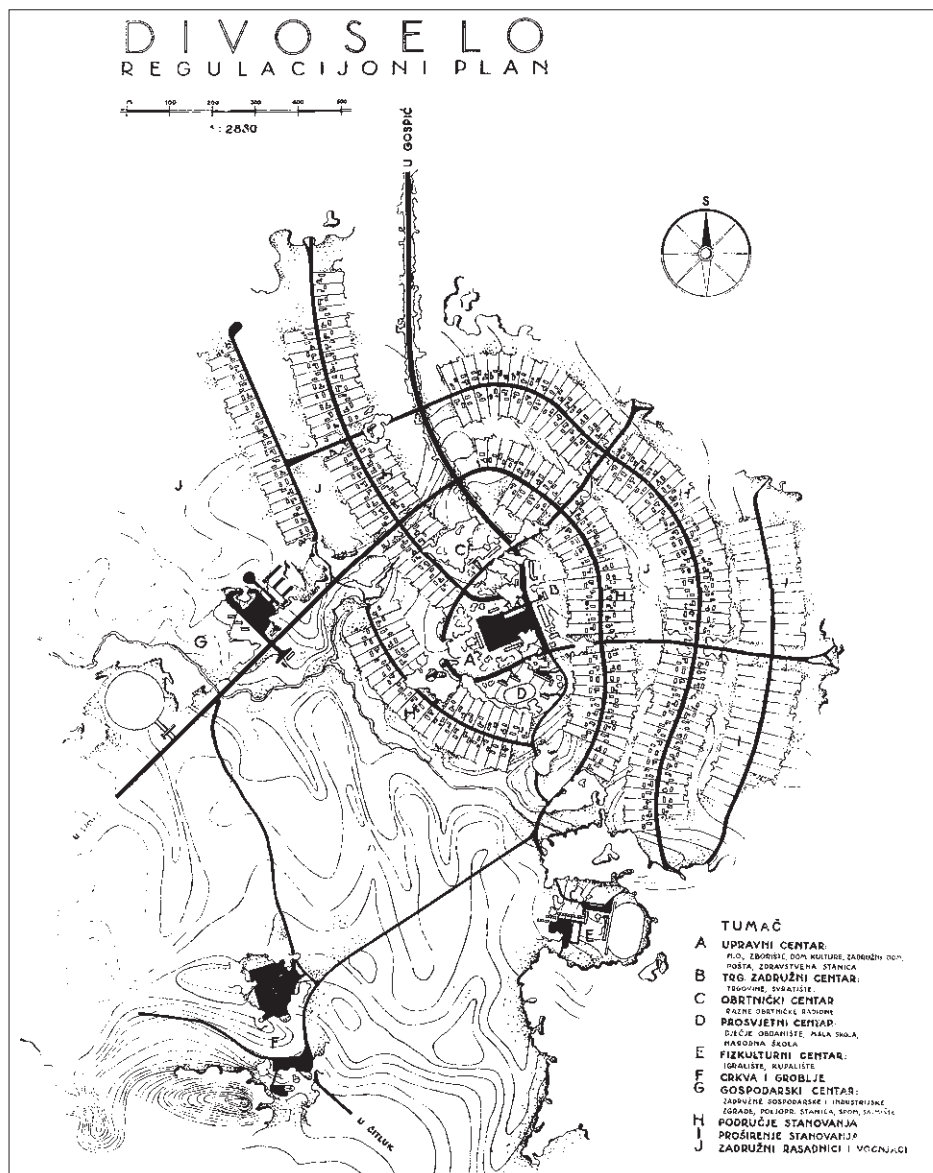 DIVOSELO
REGULACIJONI PLAN
0 100 200 300 400 500
1:2880
U GOSPIĆ
S
J
J
C
B
J
H
I
G
A
D
H
I
E
F
U ČITLUK
TUMAČ
A UPRAVNI CENTAR:
M.O., ZBORIŠTE, DOM KULTURE, ZADRUŽNI DOM,
POŠTA, ZDRAVSTVENA STANICA
B TRG. ZADRUŽNI CENTAR:
TRGOVINE, SVRATIŠTE
C OBRTNIČKI CENTAR
RAZNE OBRTNIČKE RADIONE
D PROSVJETNI CENTAR:
DJEČJE OBDANIŠTE, MALA ŠKOLA,
NARODNA ŠKOLA
E FIZKULTURNI CENTAR:
IGRALIŠTE, KUPALIŠTE
F CRKVA I GROBLJE
G GOSPODARSKI CENTAR:
ZADRUŽNE GOSPODARSKE I INDUSTRIJSKE
ZGRADE, POLJOPR. STANICA, SPOM, SAJMIŠTE
H PODRUČJE STANOVANJA
I PROŠIRENJE STANOVANJA
J ZADRUŽNI RASADNICI I VOĆNJACI